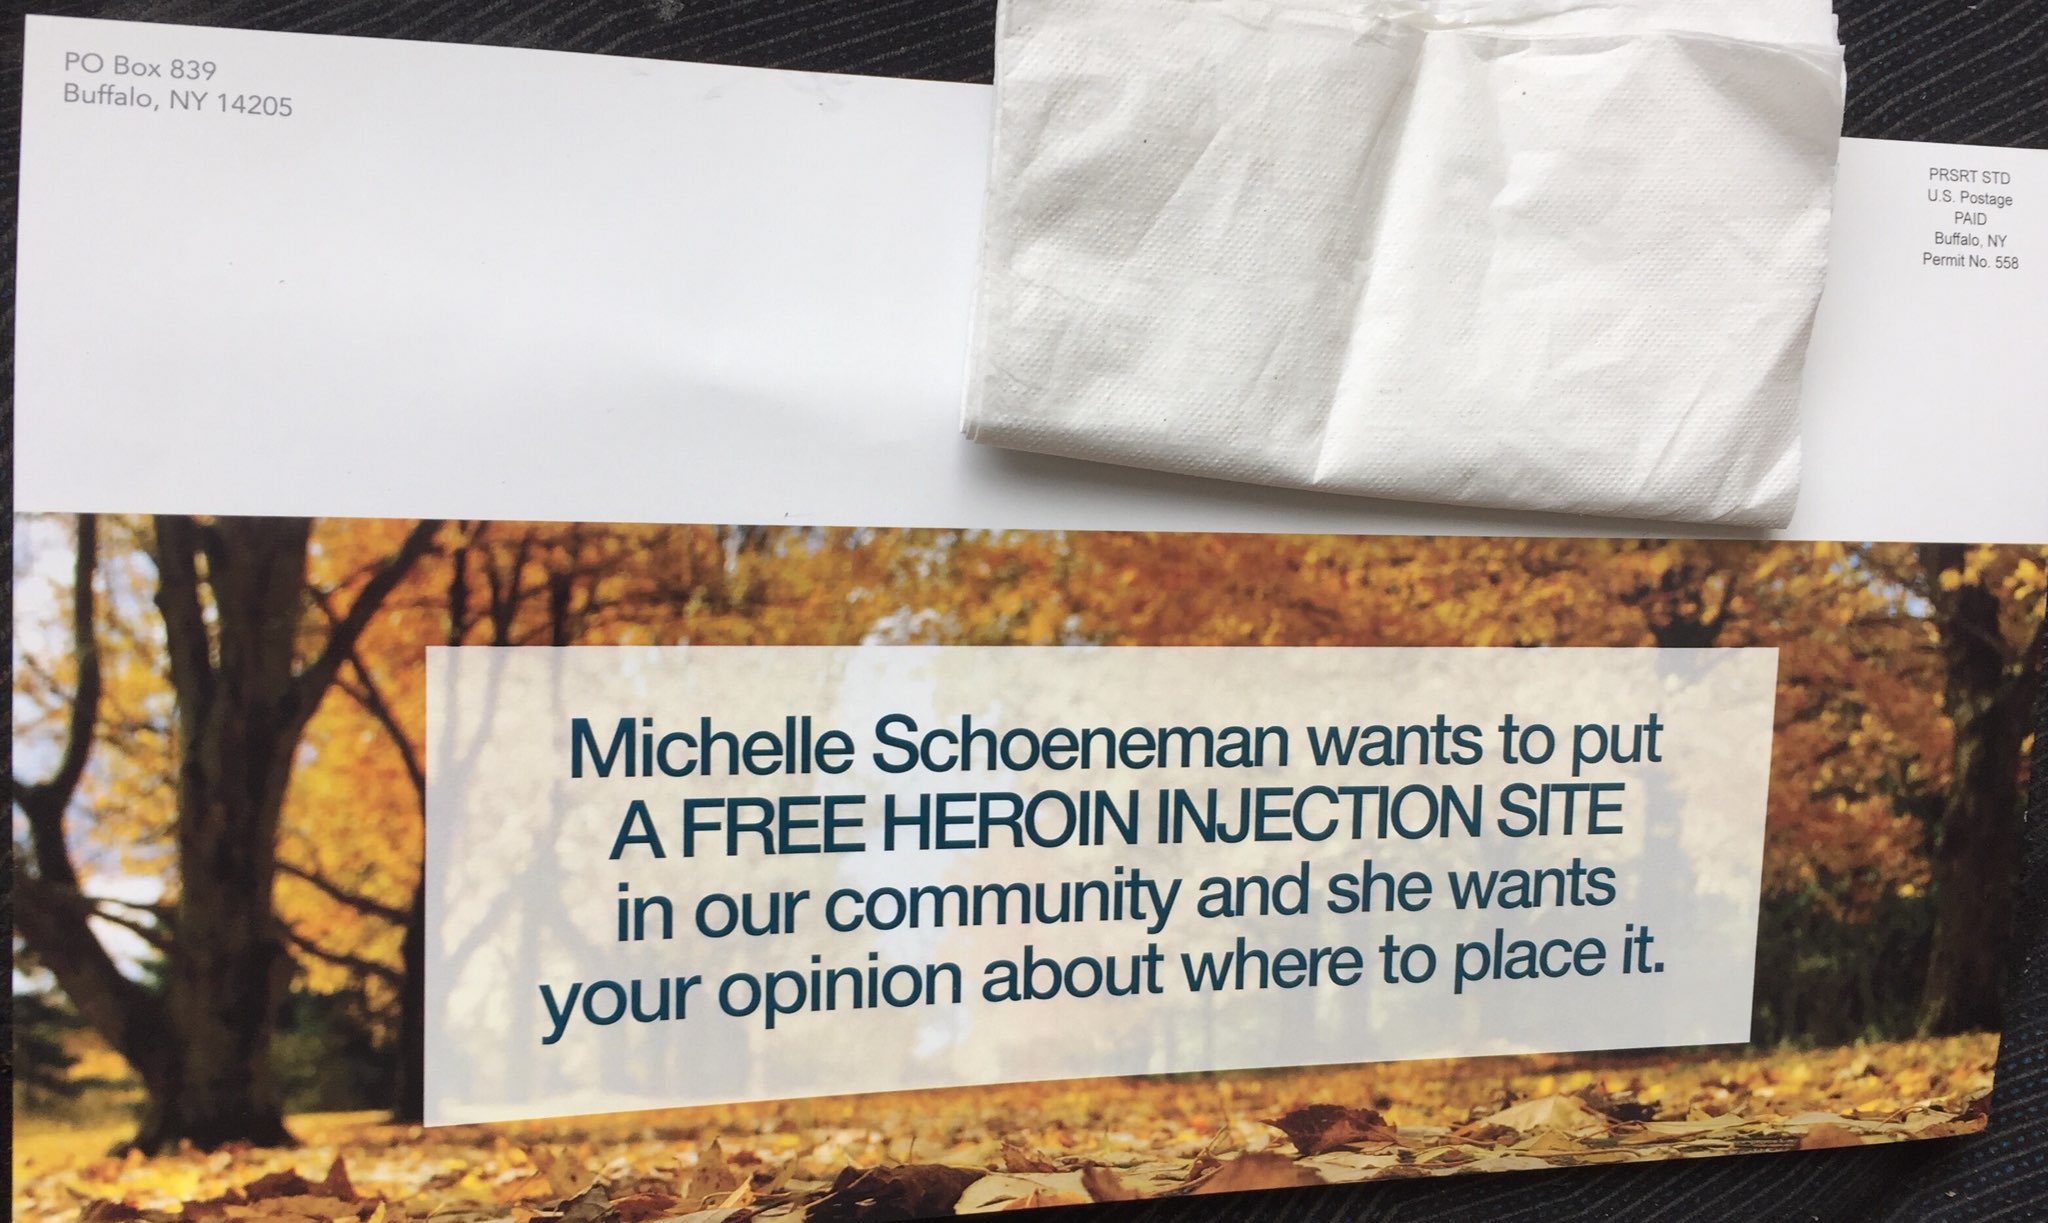 PO Box 839
Buffalo, NY 14205
PRSRT STD
U.S. Postage
PAID
Buffalo, NY
Permit No. 558
Michelle Schoeneman wants to put
A FREE HEROIN INJECTION SITE
in our community and she wants
your opinion about where to place it.